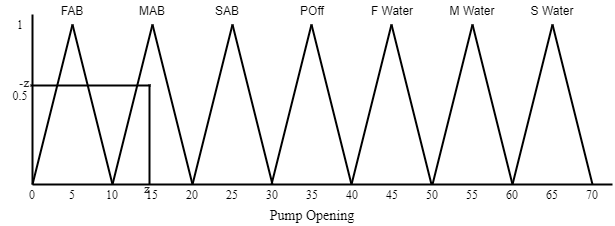 FAB MAB SAB POff F Water M Water S Water
1
-z
0.5
z
0 5 10 15 20 25 30 35 40 45 50 55 60 65 70
Pump Opening